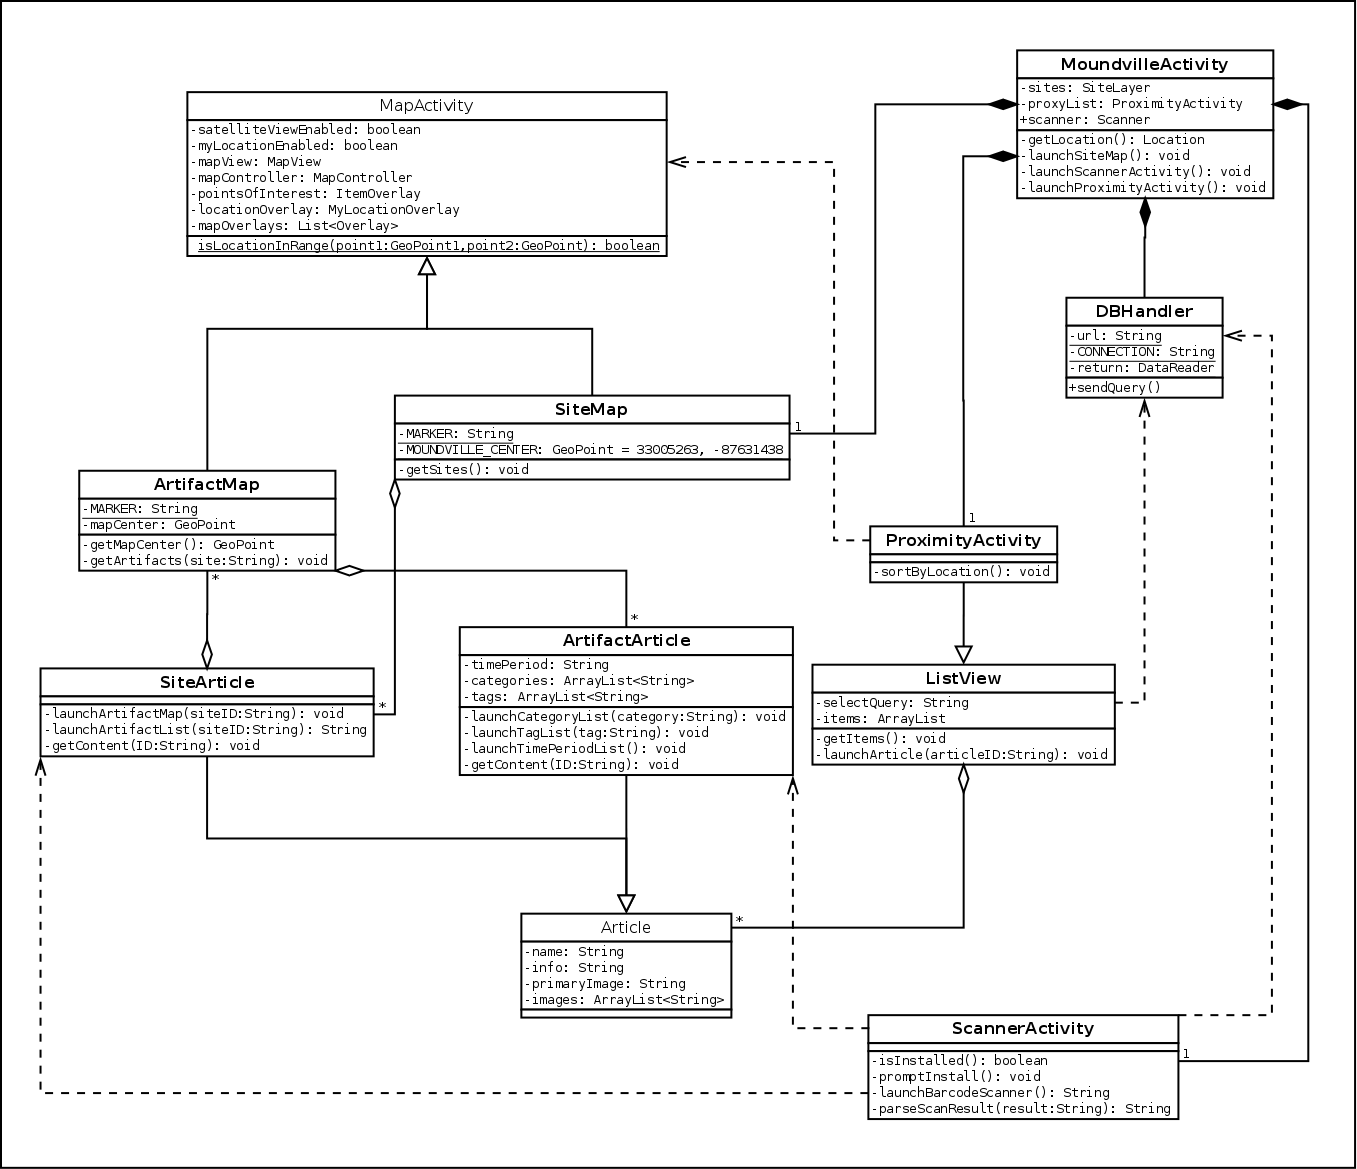 MoundvilleActivity
-sites: SiteLayer
-proxyList: ProximityActivity
+scanner: Scanner
-getLocation(): Location
-launchSiteMap(): void
-launchScannerActivity(): void
-launchProximityActivity(): void
MapActivity
-satelliteViewEnabled: boolean
-myLocationEnabled: boolean
-mapView: MapView
-mapController: MapController
-pointsOfInterest: ItemOverlay
-locationOverlay: MyLocationOverlay
-mapOverlays: List<Overlay>
isLocationInRange(point1:GeoPoint1,point2:GeoPoint): boolean
DBHandler
-url: String
-CONNECTION: String
-return: DataReader
+sendQuery()
SiteMap
-MARKER: String
-MOUNDVILLE_CENTER: GeoPoint = 33005263, -87631438
-getSites(): void
1
ArtifactMap
-MARKER: String
-mapCenter: GeoPoint
-getMapCenter(): GeoPoint
-getArtifacts(site:String): void
*
1
ProximityActivity
-sortByLocation(): void
*
ArtifactArticle
-timePeriod: String
-categories: ArrayList<String>
-tags: ArrayList<String>
-launchCategoryList(category:String): void
-launchTagList(tag:String): void
-launchTimePeriodList(): void
-getContent(ID:String): void
SiteArticle
-launchArtifactMap(siteID:String): void
-launchArtifactList(siteID:String): String
-getContent(ID:String): void
*
ListView
-selectQuery: String
-items: ArrayList
-getItems(): void
-launchArticle(articleID:String): void
Article
-name: String
-info: String
-primaryImage: String
-images: ArrayList<String>
*
ScannerActivity
-isInstalled(): boolean
-promptInstall(): void
-launchBarcodeScanner(): String
-parseScanResult(result:String): String
1